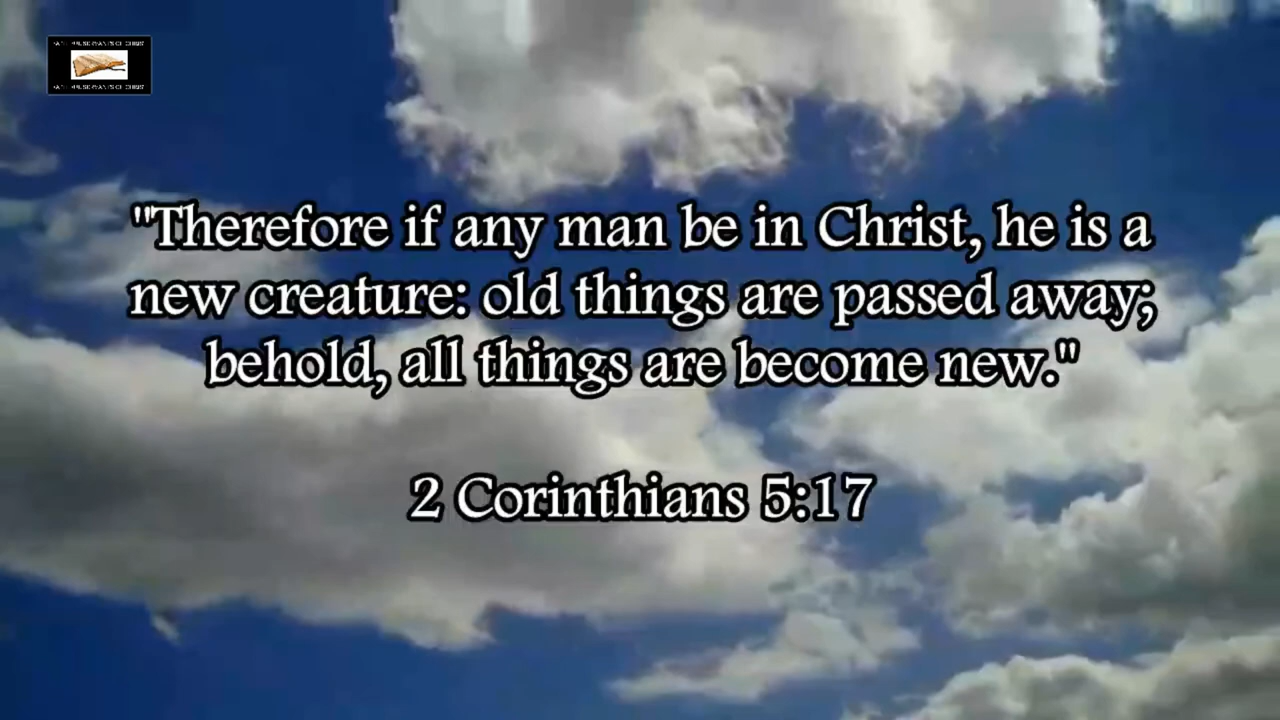 "Therefore if any man be in Christ, he is a
new creature: old things are passed away;
behold, all things are become new."
2 Corinthians 5:17